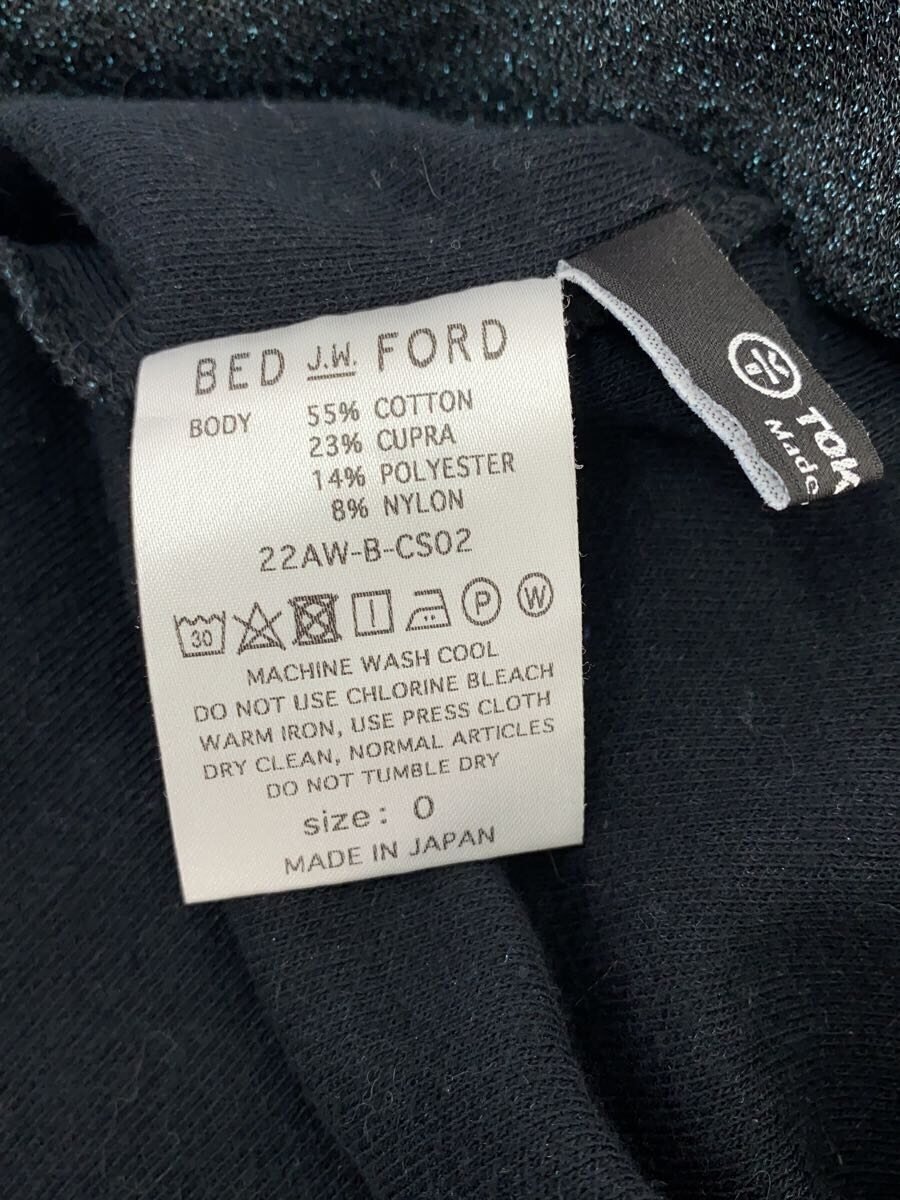 BED J.W. FORD
BODY 55% COTTON
23% CUPRA
14% POLYESTER
8% NYLON
22AW-B-CS02
30 P W
MACHINE WASH COOL
DO NOT USE CHLORINE BLEACH
WARM IRON, USE PRESS CLOTH
DRY CLEAN, NORMAL ARTICLES
DO NOT TUMBLE DRY
size: 0
MADE IN JAPAN
Made